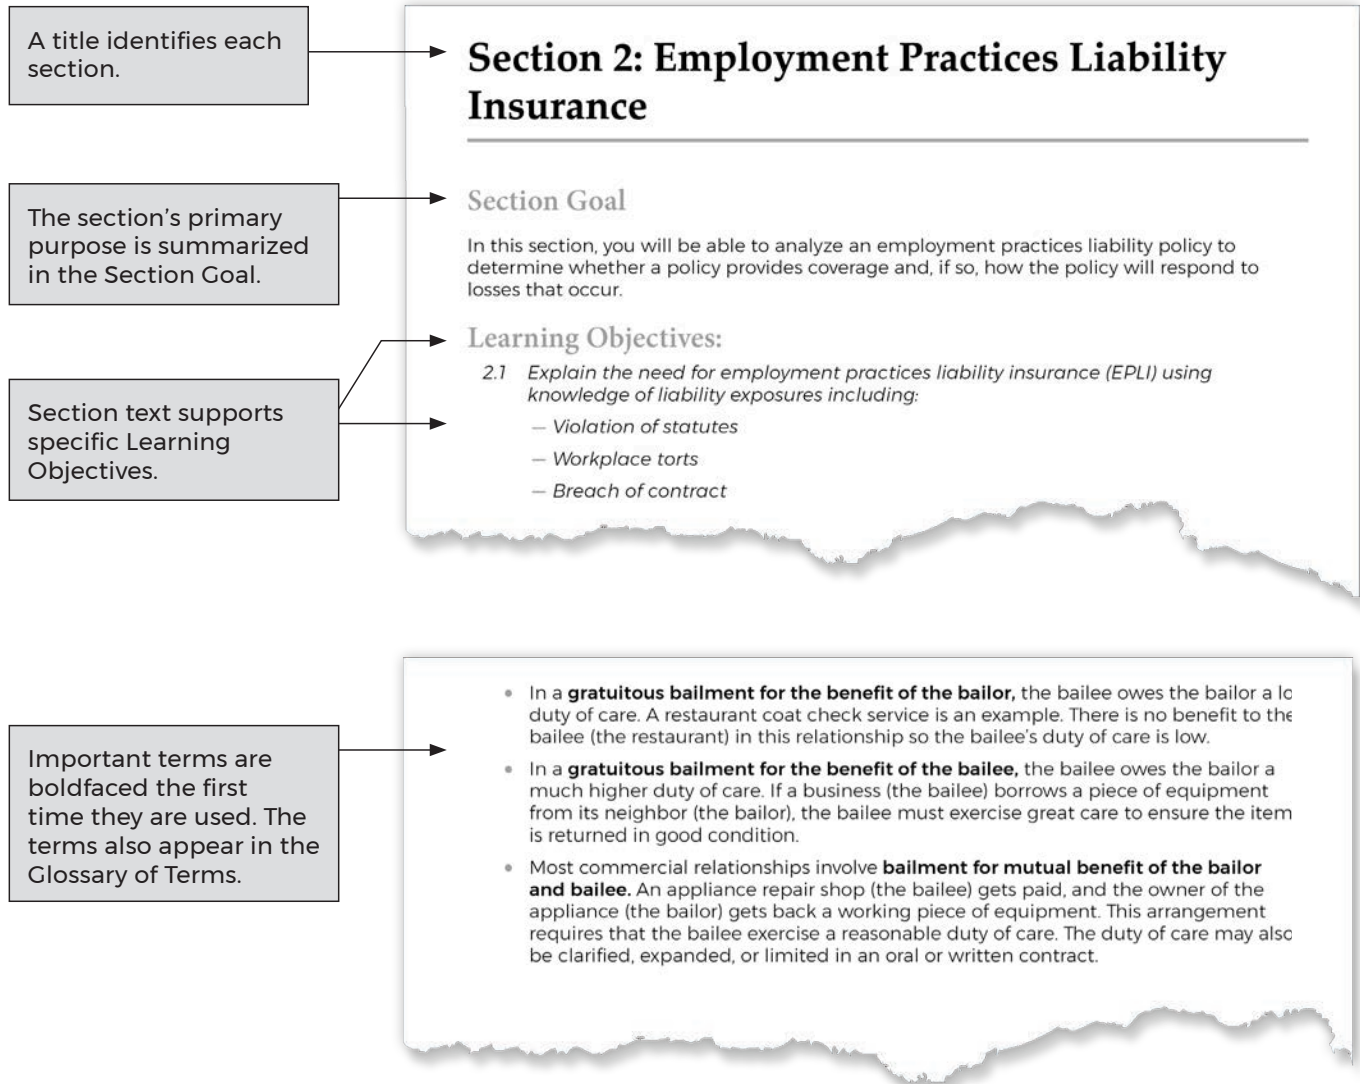 A title identifies each
section.
Section 2: Employment Practices Liability
Insurance
The section’s primary
purpose is summarized
in the Section Goal.
Section Goal
In this section, you will be able to analyze an employment practices liability policy to
determine whether a policy provides coverage and, if so, how the policy will respond to
losses that occur.
Section text supports
specific Learning
Objectives.
Learning Objectives:
2.1 Explain the need for employment practices liability insurance (EPLI) using
knowledge of liability exposures including:
— Violation of statutes
— Workplace torts
— Breach of contract
Important terms are
boldfaced the first
time they are used. The
terms also appear in the
Glossary of Terms.
• In a gratuitous bailment for the benefit of the bailor, the bailee owes the bailor a
duty of care. A restaurant coat check service is an example. There is no benefit to the
bailee (the restaurant) in this relationship so the bailee’s duty of care is low.
• In a gratuitous bailment for the benefit of the bailee, the bailee owes the bailor a
much higher duty of care. If a business (the bailee) borrows a piece of equipment
from its neighbor (the bailor), the bailee must exercise great care to ensure the item
is returned in good condition.
• Most commercial relationships involve bailment for mutual benefit of the bailor
and bailee. An appliance repair shop (the bailee) gets paid, and the owner of the
appliance (the bailor) gets back a working piece of equipment. This arrangement
requires that the bailee exercise a reasonable duty of care. The duty of care may also
be clarified, expanded, or limited in an oral or written contract.